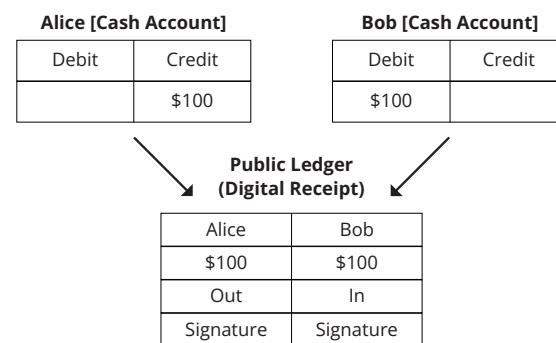 Alice [Cash Account]
Bob [Cash Account]
Debit Credit
Debit Credit
$100
$100
Public Ledger
(Digital Receipt)
Alice Bob
$100 $100
Out In
Signature Signature